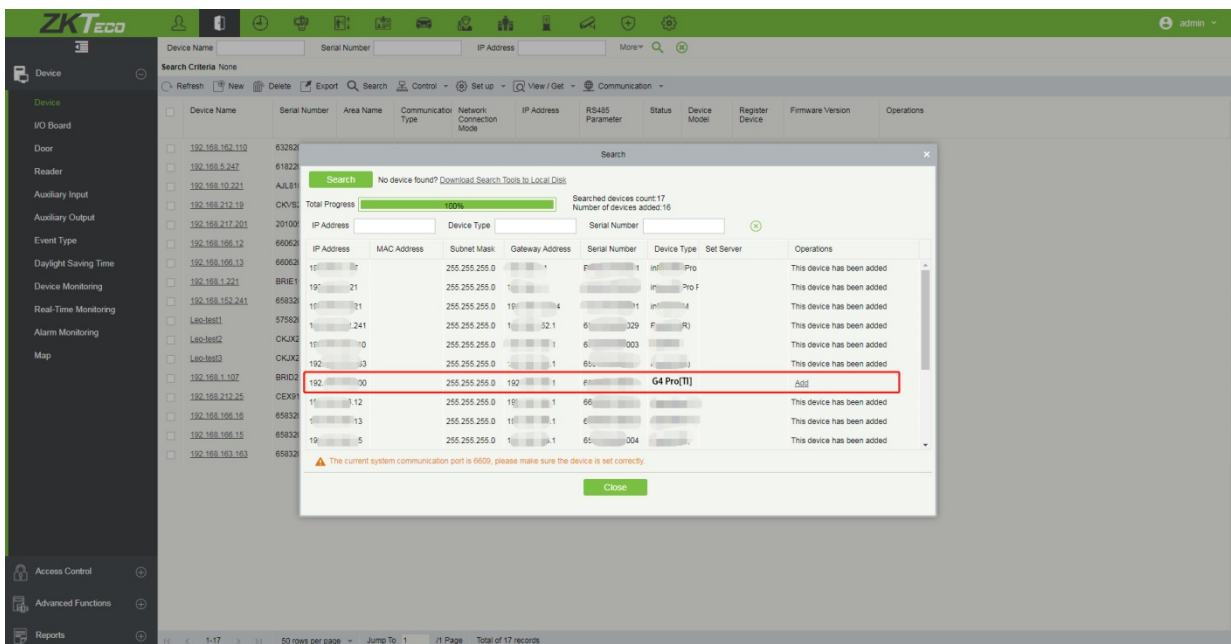 ZKTECO
admin
Device Name Serial Number IP Address More
Search Criteria None
Refresh New Delete Export Search Control Set up View / Get Communication
Device
Device
I/O Board
Door
Reader
Auxiliary Input
Auxiliary Output
Event Type
Daylight Saving Time
Device Monitoring
Real-Time Monitoring
Alarm Monitoring
Map
Access Control
Advanced Functions
Reports
Device Name Serial Number Area Name Communication Type Network Connection Mode IP Address RS485 Parameter Status Device Model Register Device Firmware Version Operations
192.168.162.110
192.168.5.247
192.168.10.221
192.168.212.19
192.168.217.201
192.168.166.12
192.168.166.13
192.168.1.221
192.168.152.241
Leo-test1
Leo-test2
Leo-test3
192.168.1.107
192.168.212.25
192.168.166.16
192.168.166.15
192.168.163.163
Search
Search No device found? Download Search Tools to Local Disk
Total Progress 100% Searched devices count:17
Number of devices added:16
IP Address Device Type Serial Number
IP Address MAC Address Subnet Mask Gateway Address Serial Number Device Type Set Server Operations
255.255.255.0 This device has been added
255.255.255.0 This device has been added
255.255.255.0 This device has been added
255.255.255.0 This device has been added
255.255.255.0 This device has been added
255.255.255.0 This device has been added
255.255.255.0 G4 Pro[TI] Add
255.255.255.0 This device has been added
255.255.255.0 This device has been added
255.255.255.0 This device has been added
The current system communication port is 6609, please make sure the device is set correctly.
Close
1-17 50 rows per page Jump To 1 /1 Page Total of 17 records